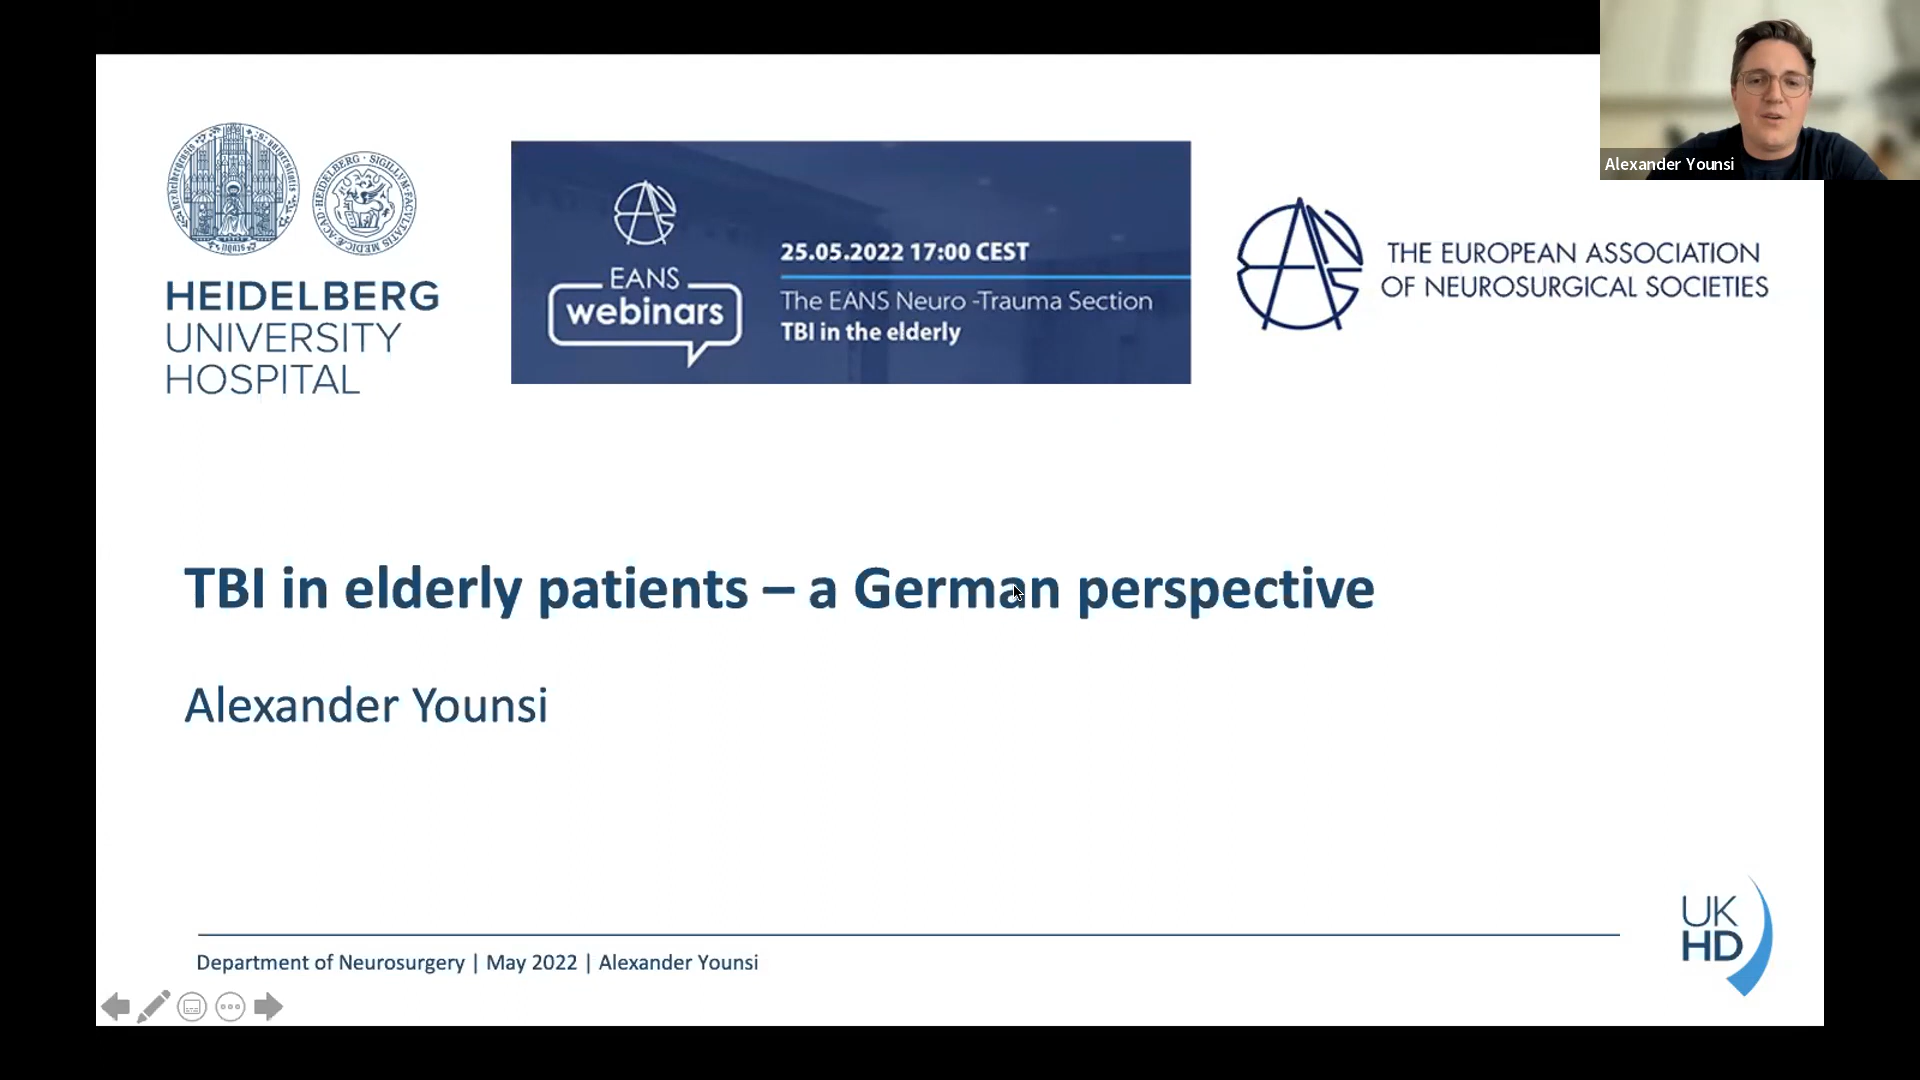 Alexander Younsi
HEIDELBERG
UNIVERSITY
HOSPITAL
EANS
webinars
25.05.2022 17:00 CEST
The EANS Neuro -Trauma Section
TBI in the elderly
THE EUROPEAN ASSOCIATION
OF NEUROSURGICAL SOCIETIES
TBI in elderly patients – a German perspective
Alexander Younsi
Department of Neurosurgery | May 2022 | Alexander Younsi
UK
HD